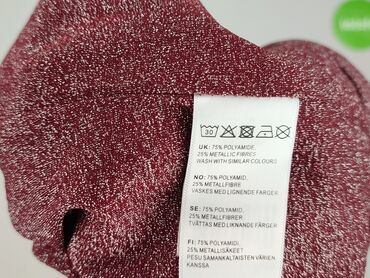 30
UK: 75% POLYAMIDE,
25% METALLIC FIBRES
WASH WITH SIMILAR COLOURS
NO: 75% POLYAMID,
25% METALLFIBRE
VASKES MED LIGNENDE FARGER
SE: 75% POLYAMID,
25% METALLFIBRER
TVÄTTAS MED LIKNANDE FÄRGER
FI: 75% POLYAMIDI,
25% METALLISÄIKEET
PESU SAMANKALTAISTEN VÄRIEN
KANSSA